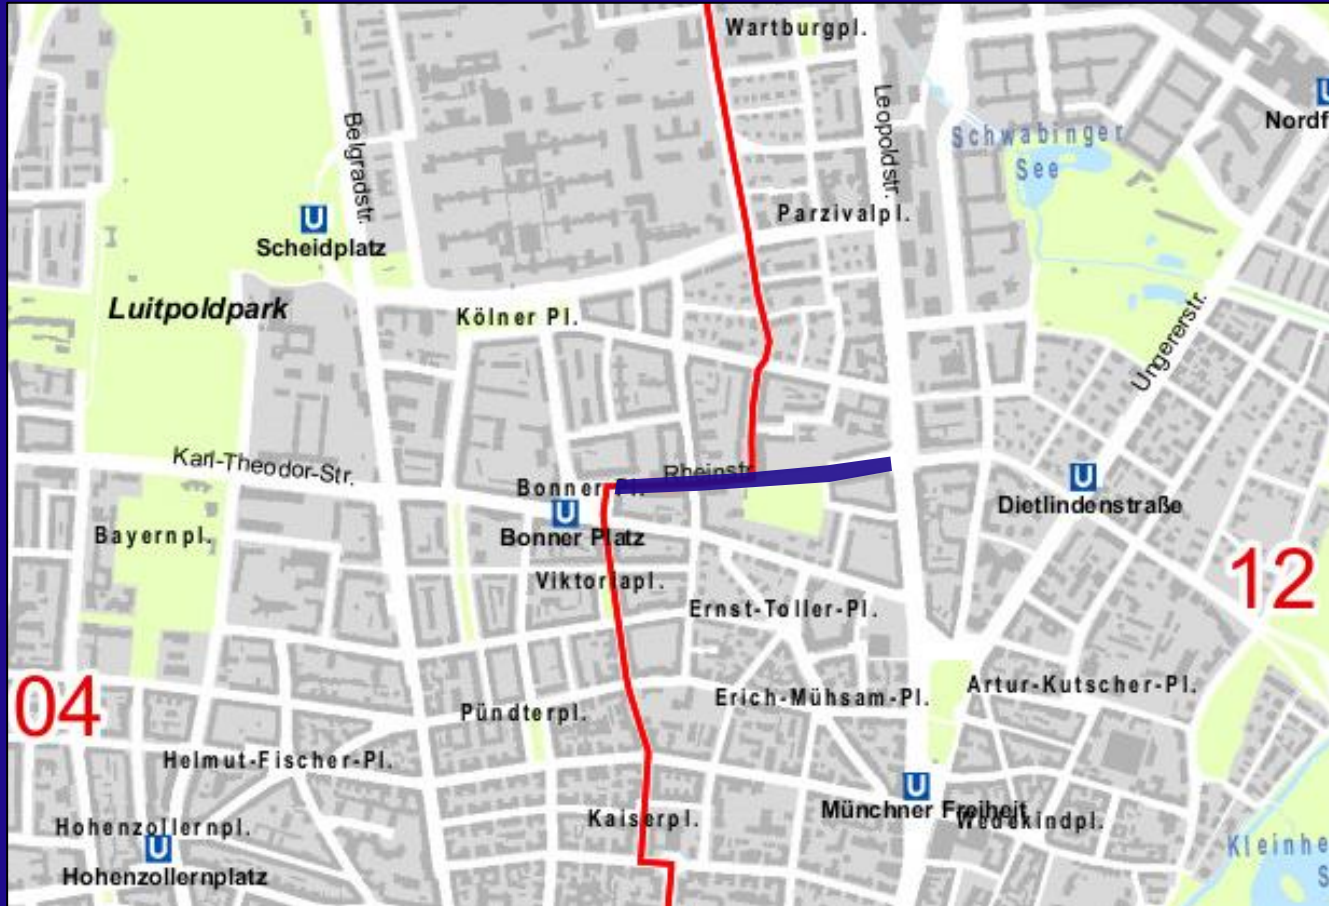 Wartburgpl.
U
Nordf
Belgradstr.
Leopoldstr.
Schwabinger
See
U
Scheidplatz
Parzivalpl.
Luitpoldpark
Kölner Pl.
Ungererstr.
Karl-Theodor-Str.
Rheinstr
Bonner Pl.
U
Bonner Platz
U
Dietlindenstraße
Bayernpl.
Viktoriapl.
Ernst-Toller-Pl.
12
04
Pündterpl.
Erich-Mühsam-Pl.
Artur-Kutscher-Pl.
Helmut-Fischer-Pl.
U
Münchner Freiheit
Kaiserpl.
Wedekindpl.
Hohenzollernpl.
U
Hohenzollernplatz
Kleinhe
S